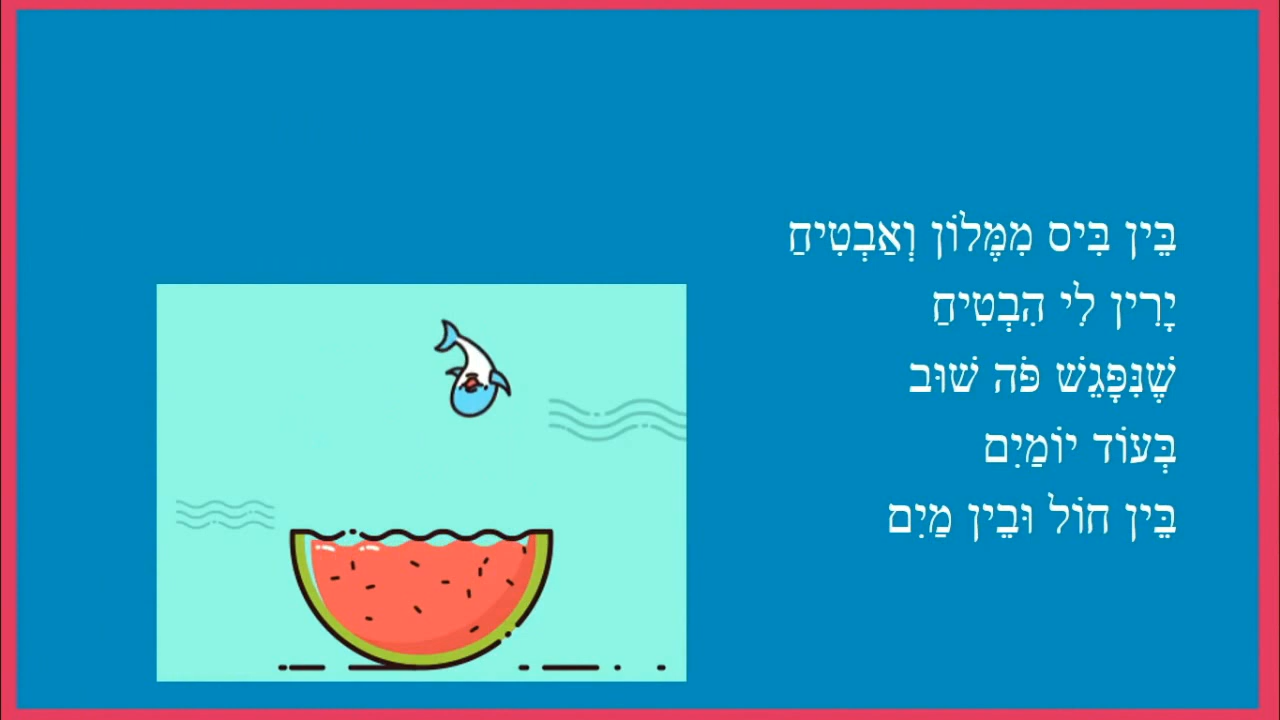 בֵּין בִּיס מִמֶּלוֹן וְאַבְטִיחַ
יָרִין לִי הִבְטִיחַ
שֶׁנִּפָּגֵשׁ פֹּה שׁוּב
בְּעוֹד יוֹמַיִם
בֵּין חוֹל וּבֵין מַיִם